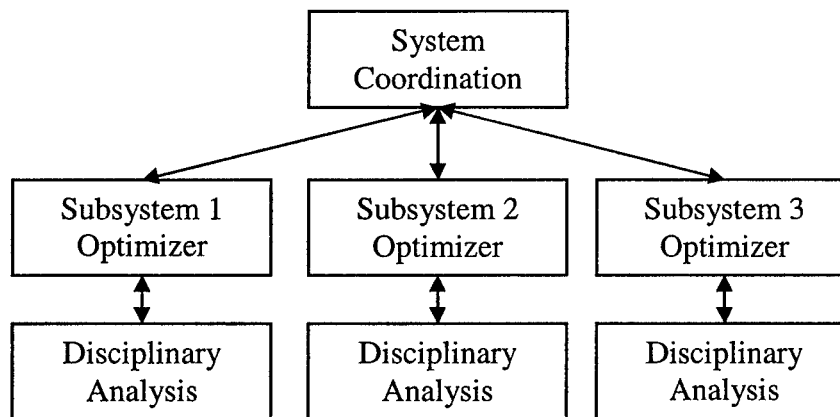 System
Coordination
Subsystem 1
Optimizer
Subsystem 2
Optimizer
Subsystem 3
Optimizer
Disciplinary
Analysis
Disciplinary
Analysis
Disciplinary
Analysis